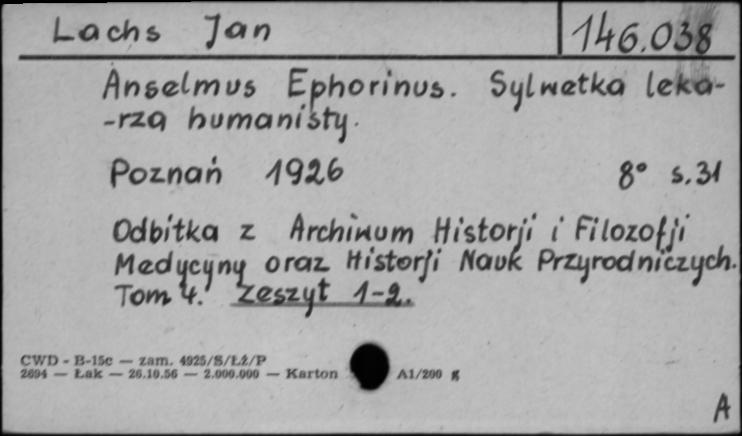 Lachs Jan 146.038
Anselmus Ephorinus. Sylwetka leka-
-rza humanisty.
Poznań 1926 8° s.31
Odbitka z Archiwum Historji i Filozofji
Medycyny oraz Historji Nauk Przyrodniczych.
Tom 4. Zeszyt 1-2.
CWD - B-15c — zam. 4925/S/ŁŻ/P
2694 — Łak — 26.10.56 — 2.000.000 — Karton A1/200 g
A